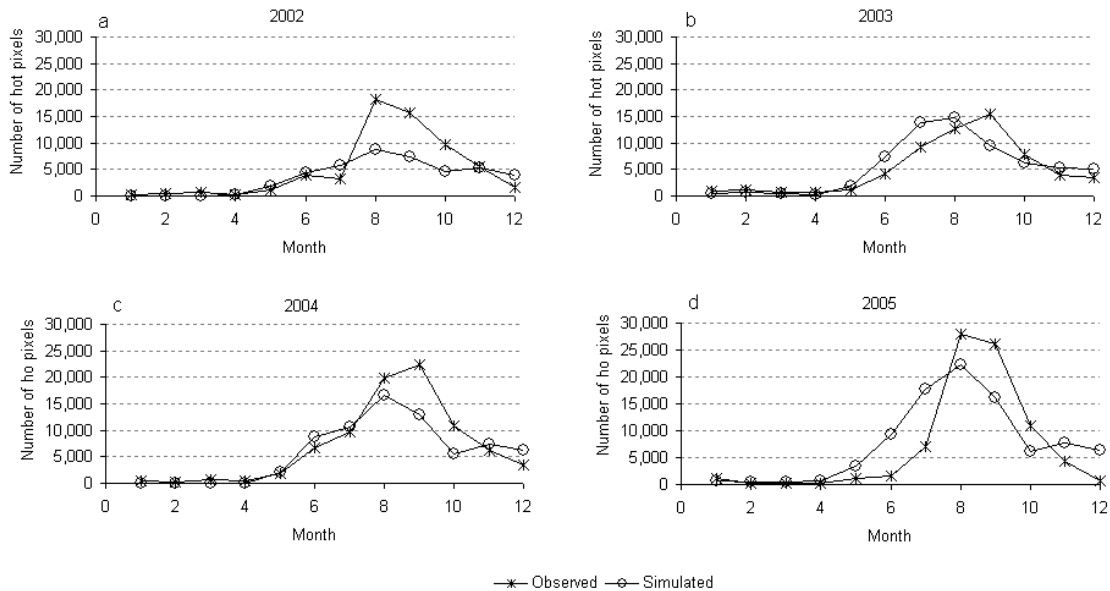 a 2002
30,000
25,000
20,000
15,000
10,000
5,000
0
Number of hot pixels
0 2 4 6 8 10 12
Month
b 2003
30,000
25,000
20,000
15,000
10,000
5,000
0
Number of hot pixels
0 2 4 6 8 10 12
Month
c 2004
30,000
25,000
20,000
15,000
10,000
5,000
0
Number of ho pixels
0 2 4 6 8 10 12
Month
d 2005
30,000
25,000
20,000
15,000
10,000
5,000
0
Number of ho pixels
0 2 4 6 8 10 12
Month
Observed Simulated